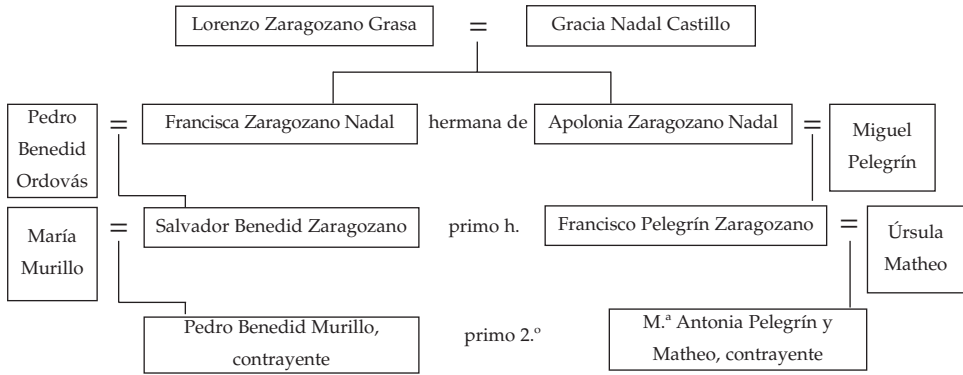 Lorenzo Zaragozano Grasa = Gracia Nadal Castillo
Pedro
Benedid
Ordovás
= Francisca Zaragozano Nadal hermana de Apolonia Zaragozano Nadal =
Miguel
Pelegrín
María
Murillo
= Salvador Benedid Zaragozano primo h. Francisco Pelegrín Zaragozano =
Úrsula
Matheo
Pedro Benedid Murillo,
contrayente
primo 2.º
M.ª Antonia Pelegrín y
Matheo, contrayente